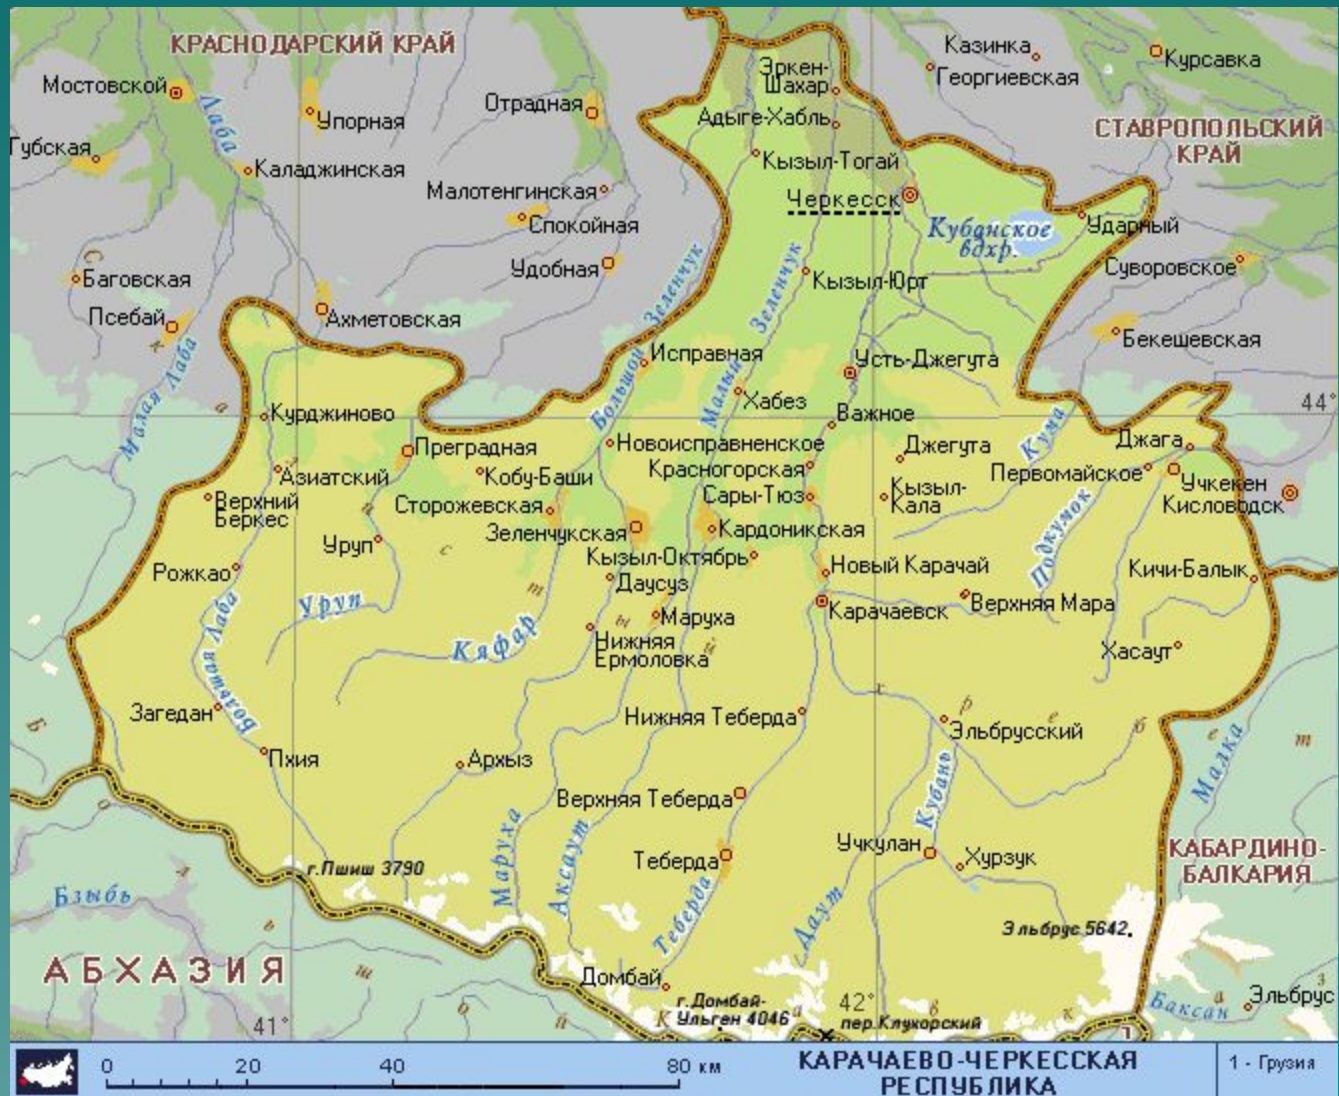 КРАСНОДАРСКИЙ КРАЙ
Казинка
Георгиевская
Курсавка
Мостовской
Лаба
Упорная
Отрадная
Эркен-
Шахар
Адыге-Хабль
СТАВРОПОЛЬСКИЙ
КРАЙ
Губская
Каладжинская
Кызыл-Тогай
Малотенгинская
Черкесск
Спокойная
Кубанское
вдхр.
Ударный
Баговская
Удобная
Большой Зеленчук
Малый Зеленчук
Кызыл-Юрт
Суворовское
Псебай
Ахметовская
Бекешевская
Малая Лаба
Исправная
Усть-Джегута
Хабез
44°
Курджиново
Важное
Кума
Преградная
Новоисправненское
Джегута
Джага
Азиатский
Кобу-Баши
Красногорская
Первомайское
Учкекен
Верхний
Беркес
Сторожевская
Сары-Тюз
Кызыл-
Кала
Кисловодск
Зеленчукская
Кардоникская
Подкумок
Уруп
Кызыл-Октябрь
Рожкао
Даусуз
Новый Карачай
Кичи-Балык
Уруп
Большая Лаба
Маруха
Карачаевск
Верхняя Мара
Кяфар
Нижняя
Ермоловка
Хасаут
Загедан
Нижняя Теберда
Эльбрусский
Пхия
Архыз
Малка
Верхняя Теберда
Кубань
Маруха
Аксаут
Учкулан
Хурзук
КАБАРДИНО-
БАЛКАРИЯ
г.Пшиш 3790
Теберда
Бзыбь
Теберда
Даут
Эльбрус 5642
АБХАЗИЯ
Домбай
г.Домбай-
Ульген 4046
42°
пер.Клухорский
Баксан
Эльбрус
41°
1
0 20 40 80 км
КАРАЧАЕВО-ЧЕРКЕССКАЯ
РЕСПУБЛИКА
1 - Грузия